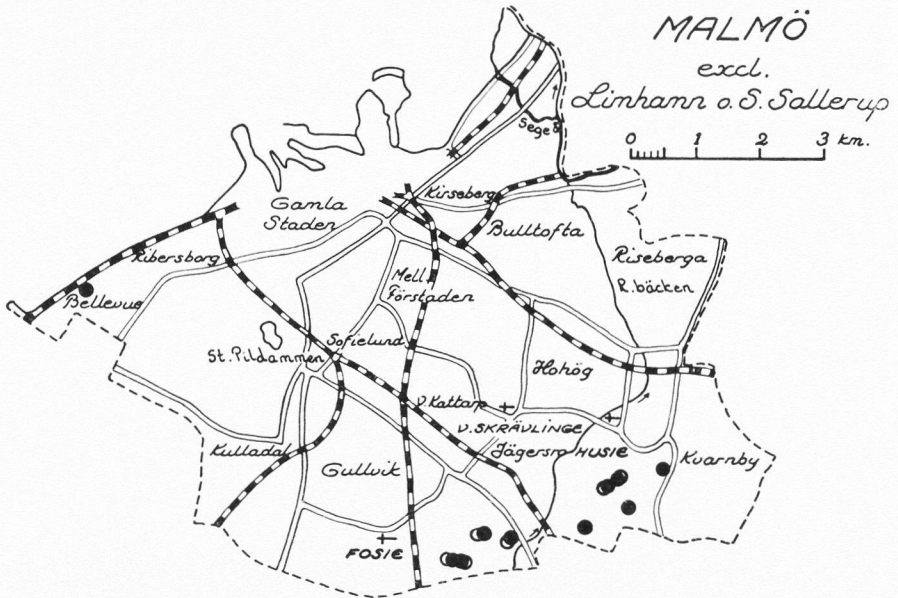 MALMÖ
excl.
Limhamn o. S. Sallerup
0 1 2 3 km.
Sege å
Kirseberg
Gamla
Staden
Bulltofta
Ribersborg
Riseberga
R.bäcken
Mell.
Förstaden
Bellevue
St. Pildammen
Sofielund
Hohög
V. Kattarp
V. SKRÄVLINGE
Jägersro HUSIE
Kvarnby
Kulladal
Gullvik
FOSIE